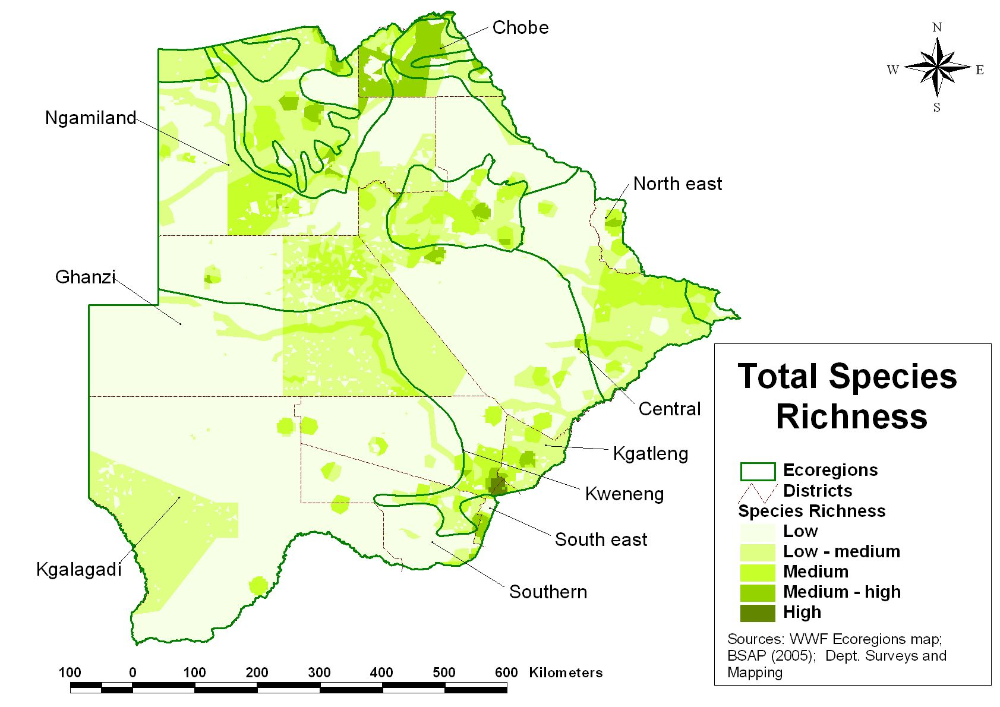 Chobe
N
W
E
S
Ngamiland
North east
Ghanzi
Central
Kgatleng
Kweneng
South east
Kgalagadi
Southern
Total Species
Richness
Ecoregions
Districts
Species Richness
Low
Low - medium
Medium
Medium - high
High
Sources: WWF Ecoregions map;
BSAP (2005);  Dept. Surveys and
Mapping
100 0 100 200 300 400 500 600 Kilometers